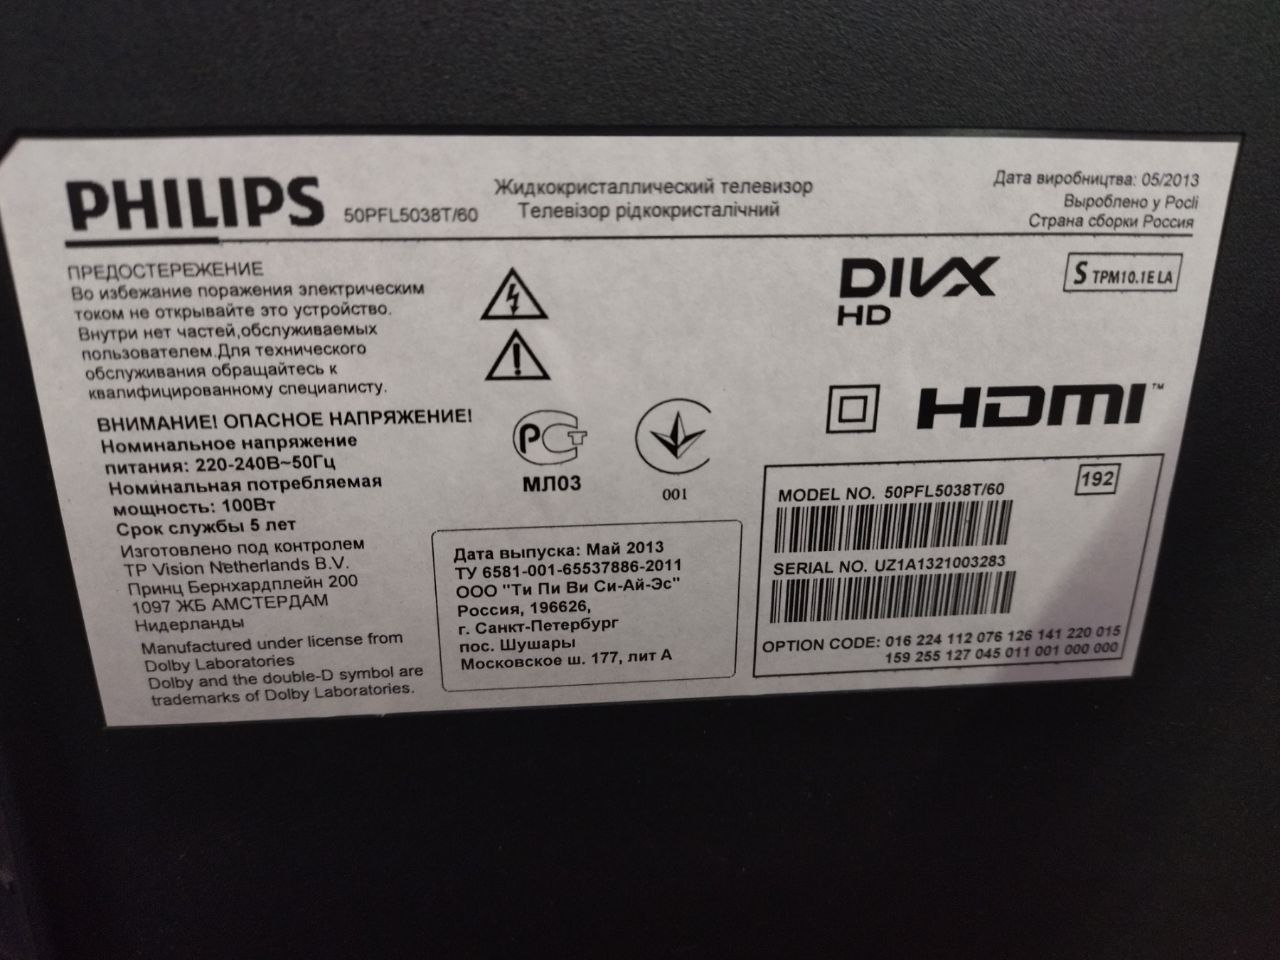 PHILIPS 50PFL5038T/60
Жидкокристаллический телевизор
Телевізор рідкокристалічний
Дата виробництва: 05/2013
Выроблено у Росіі
Страна сборки Россия
ПРЕДОСТЕРЕЖЕНИЕ
Во избежание поражения электрическим
током не открывайте это устройство.
Внутри нет частей,обслуживаемых
пользователем.Для технического
обслуживания обращайтесь к
квалифицированному специалисту.
ВНИМАНИЕ! ОПАСНОЕ НАПРЯЖЕНИЕ!
Номинальное напряжение
питания: 220-240В~50Гц
Номинальная потребляемая
мощность: 100Вт
Срок службы 5 лет
Изготовлено под контролем
TP Vision Netherlands B.V.
Принц Бернхардплейн 200
1097 ЖБ АМСТЕРДАМ
Нидерланды
Manufactured under license from
Dolby Laboratories
Dolby and the double-D symbol are
trademarks of Dolby Laboratories.
РСТ
МЛ03
001
Дата выпуска: Май 2013
ТУ 6581-001-65537886-2011
ООО "Ти Пи Ви Си-Ай-Эс"
Россия, 196626,
г. Санкт-Петербург
пос. Шушары
Московское ш. 177, лит А
DIVX
HD
S TPM10.1E LA
HDMI™
192
MODEL NO. 50PFL5038T/60
SERIAL NO. UZ1A1321003283
OPTION CODE: 016 224 112 076 126 141 220 015
159 255 127 045 011 001 000 000